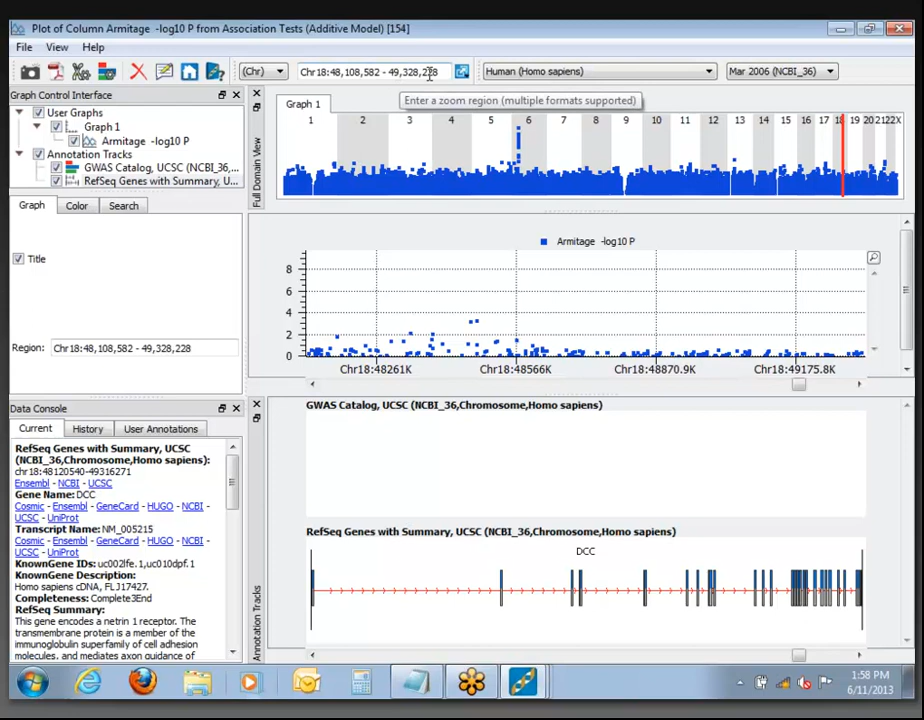 Plot of Column Armitage -log10 P from Association Tests (Additive Model) [154]
File View Help
(Chr) Chr18:48,108,582 - 49,328,228 Human (Homo sapiens) Mar 2006 (NCBI_36)
Enter a zoom region (multiple formats supported)
Graph Control Interface
User Graphs
Graph 1
Armitage -log10 P
Annotation Tracks
GWAS Catalog, UCSC (NCBI_36,...
RefSeq Genes with Summary, U...
Graph Color Search
Title
Region: Chr18:48,108,582 - 49,328,228
Data Console
Current History User Annotations
RefSeq Genes with Summary, UCSC
(NCBI_36,Chromosome,Homo sapiens):
chr18:48120540-49316271
Ensembl - NCBI - UCSC
Gene Name: DCC
Cosmic - Ensembl - GeneCard - HUGO - NCBI -
UCSC - UniProt
Transcript Name: NM_005215
Cosmic - Ensembl - GeneCard - HUGO - NCBI -
UCSC - UniProt
KnownGene IDs: uc002lfe.1,uc010dpf.1
KnownGene Description:
Homo sapiens cDNA, FLJ17427.
Completeness: Complete3End
RefSeq Summary:
This gene encodes a netrin 1 receptor. The
transmembrane protein is a member of the
immunoglobulin superfamily of cell adhesion
molecules, and mediates axon guidance of
Graph 1
Full Domain View
1 2 3 4 5 6 7 8 9 10 11 12 13 14 15 16 17 18 19 20 21 22 X
Armitage -log10 P
8
6
4
2
0
Chr18:48261K Chr18:48566K Chr18:48870.9K Chr18:49175.8K
GWAS Catalog, UCSC (NCBI_36,Chromosome,Homo sapiens)
RefSeq Genes with Summary, UCSC (NCBI_36,Chromosome,Homo sapiens)
DCC
Annotation Tracks
1:58 PM
6/11/2013